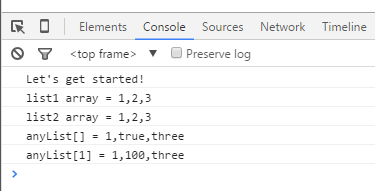 Elements Console Sources Network Timeline
<top frame> ▼ Preserve log
Let's get started!
list1 array = 1,2,3
list2 array = 1,2,3
anyList[] = 1,true,three
anyList[1] = 1,100,three
>